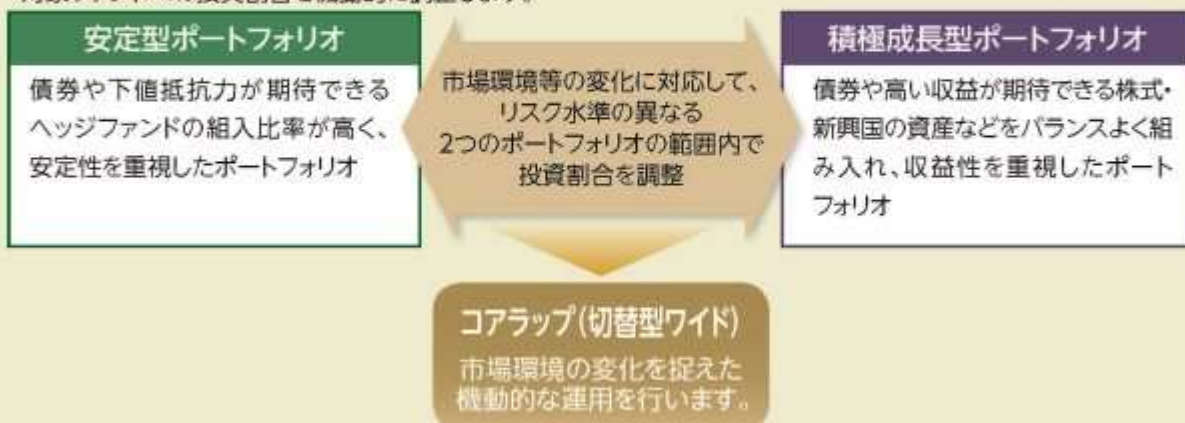 安定型ポートフォリオ
債券や下値抵抗力が期待できる
ヘッジファンドの組入比率が高く、
安定性を重視したポートフォリオ
市場環境等の変化に対応して、
リスク水準の異なる
2つのポートフォリオの範囲内で
投資割合を調整
積極成長型ポートフォリオ
債券や高い収益が期待できる株式・
新興国の資産などをバランスよく組
み入れ、収益性を重視したポート
フォリオ
コアラップ(切替型ワイド)
市場環境の変化を捉えた
機動的な運用を行います。